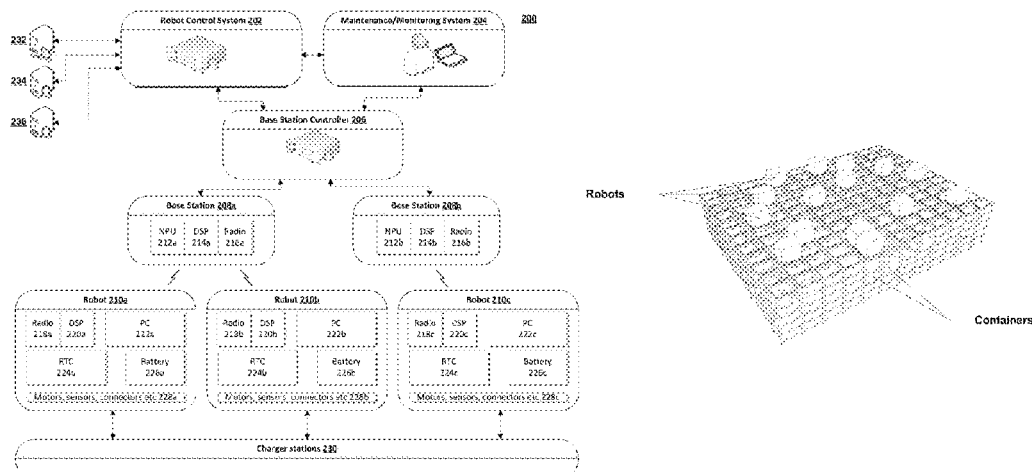 Robot Control System 202
Maintenance/Monitoring System 204
200
232
234
236
Base Station Controller 206
Base Station 208a
NPU 212a
DSP 214a
Radio 216a
Base Station 208b
NPU 212b
DSP 214b
Radio 216b
Robot 210a
Radio 218a
DSP 220a
PC 222a
RTC 224a
Battery 226a
Motors, sensors, connectors etc 228a
Robot 210b
Radio 218b
DSP 220b
PC 222b
RTC 224b
Battery 226b
Motors, sensors, connectors etc 228b
Robot 210c
Radio 218c
DSP 220c
PC 222c
RTC 224c
Battery 226c
Motors, sensors, connectors etc 228c
Charger stations 230
Robots
Containers